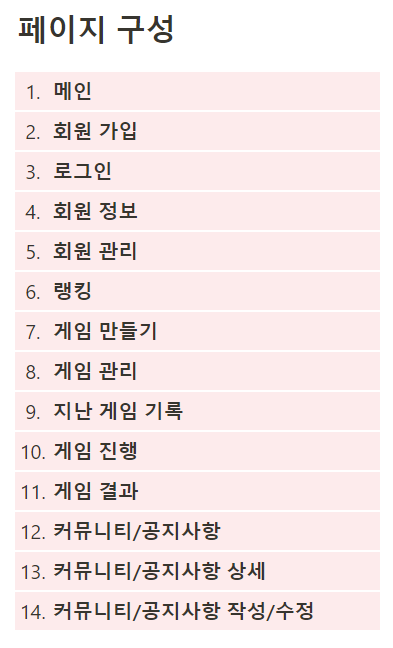 페이지 구성
1. 메인
2. 회원 가입
3. 로그인
4. 회원 정보
5. 회원 관리
6. 랭킹
7. 게임 만들기
8. 게임 관리
9. 지난 게임 기록
10. 게임 진행
11. 게임 결과
12. 커뮤니티/공지사항
13. 커뮤니티/공지사항 상세
14. 커뮤니티/공지사항 작성/수정